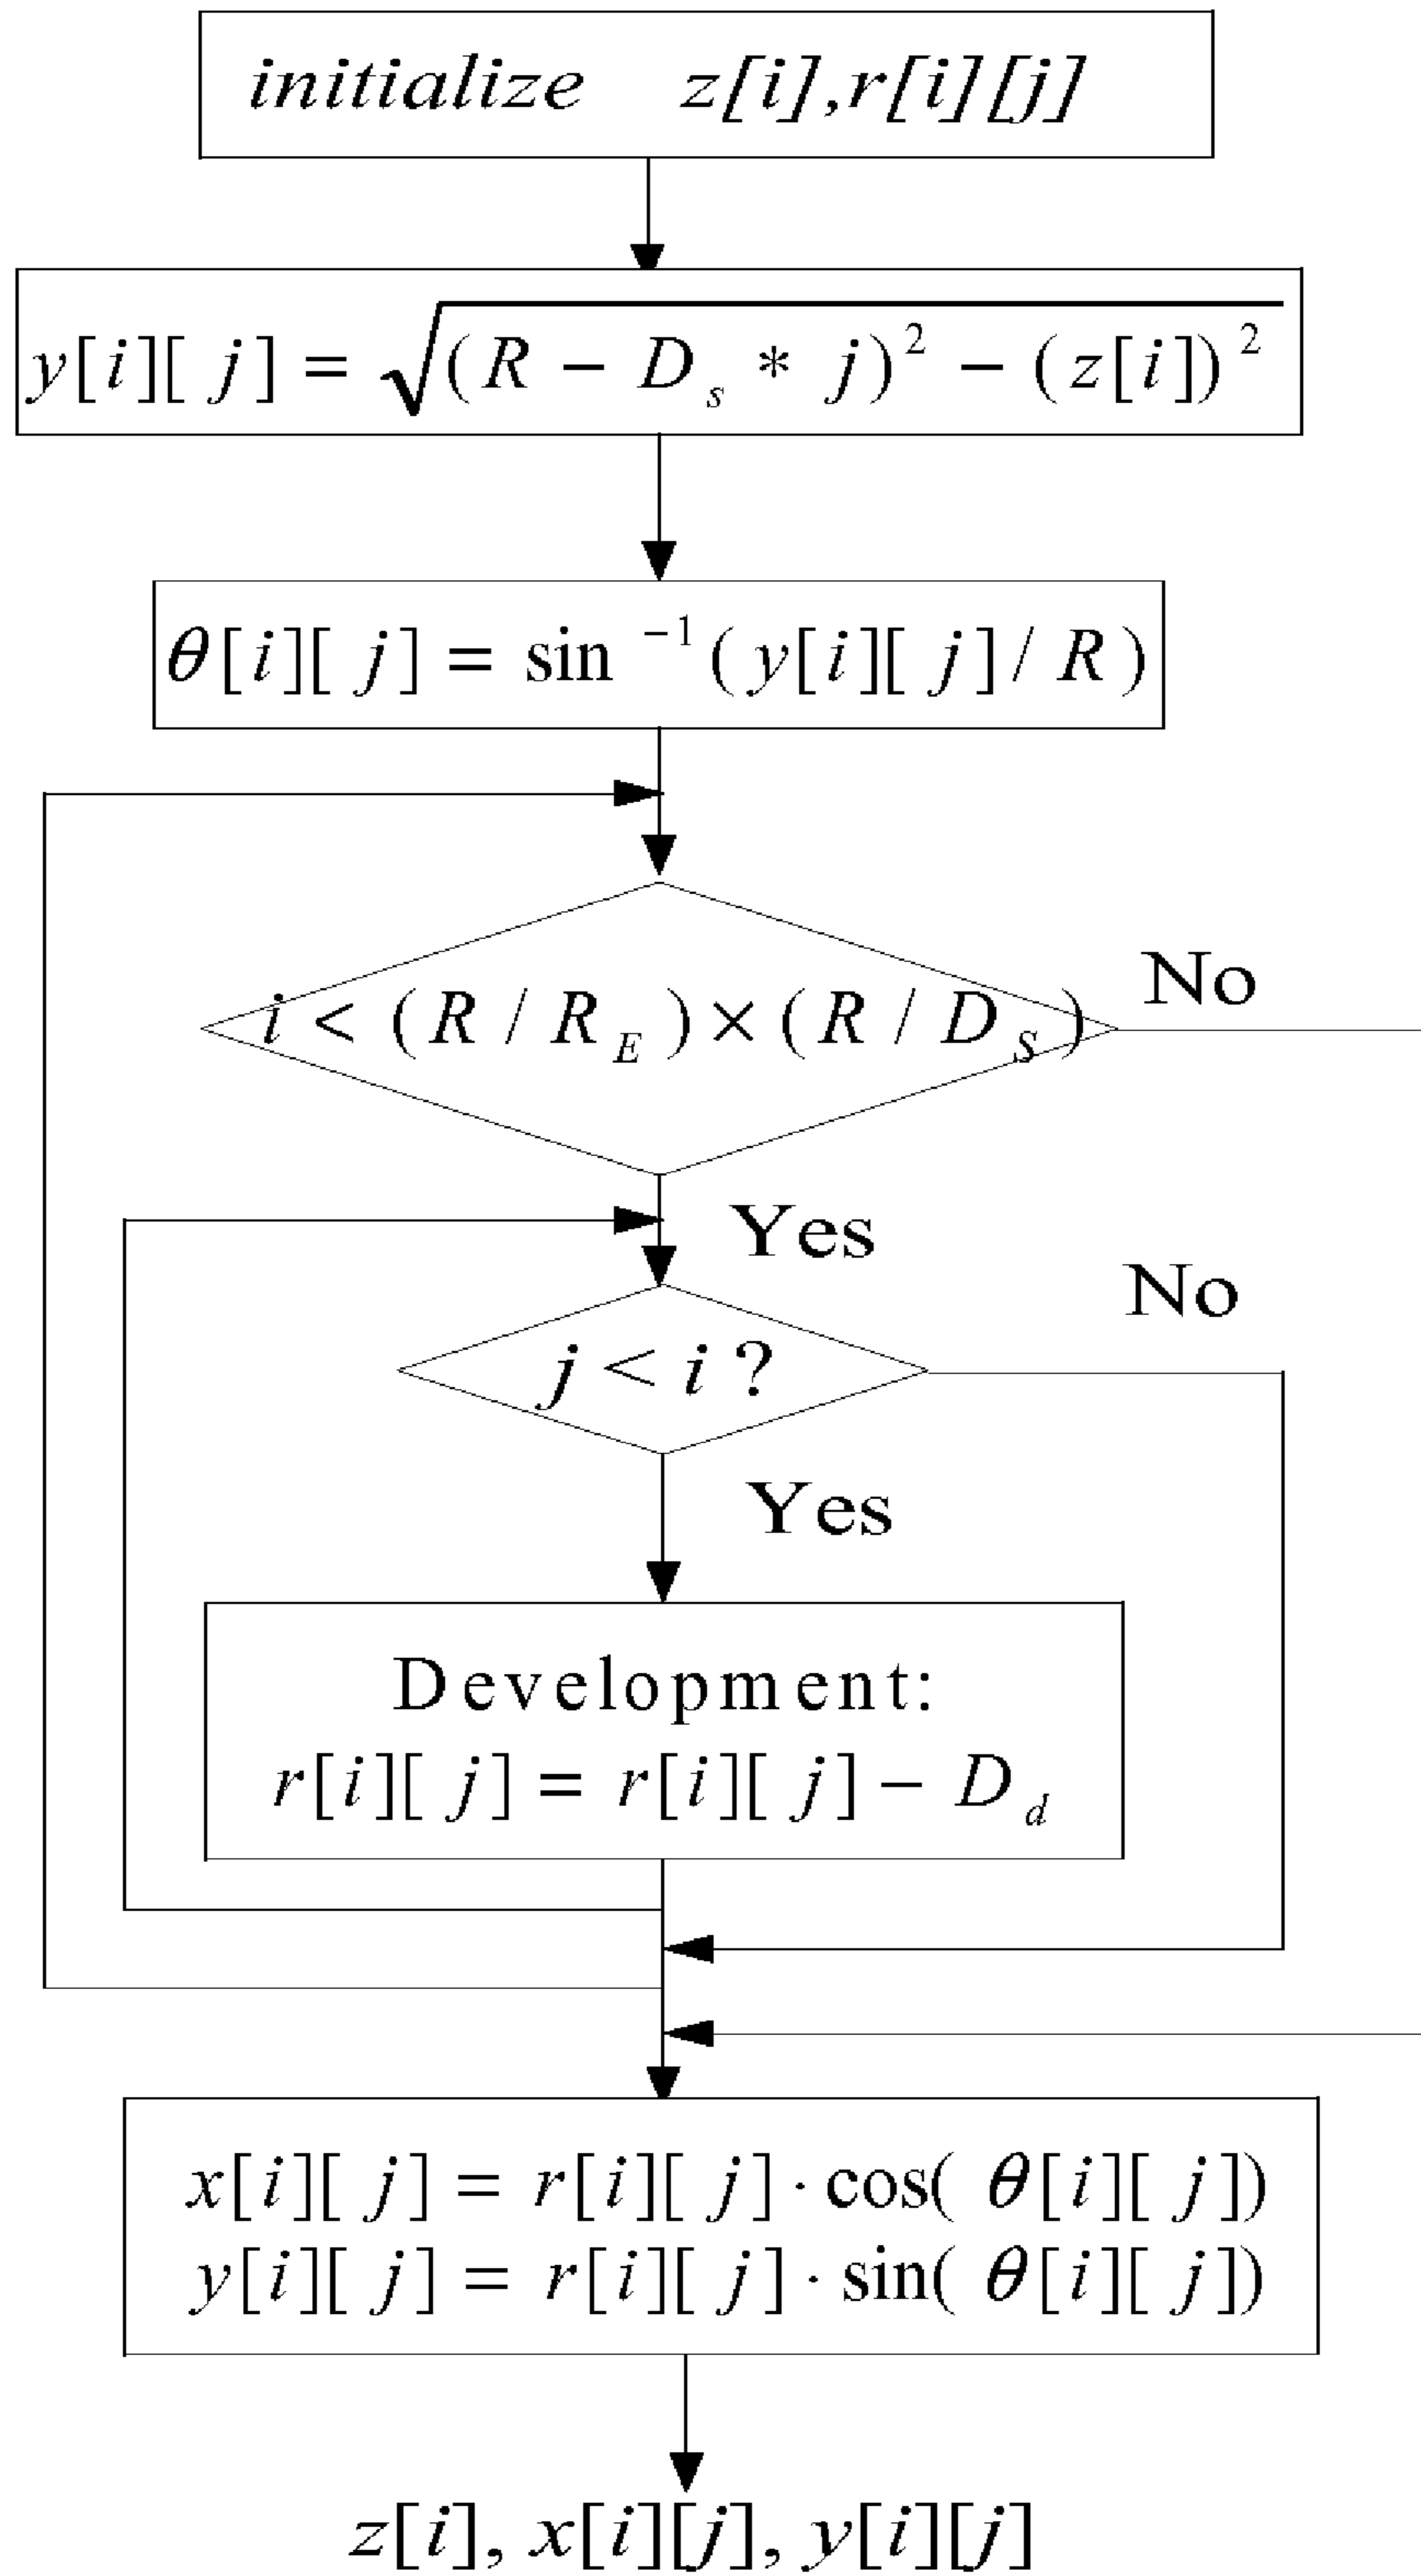 initialize z[i],r[i][j]
y[i][j] = √(R − D_s * j)² − (z[i])²
θ[i][j] = sin⁻¹(y[i][j]/R)
i < (R/R_E)×(R/D_S)
No
Yes
No
j < i ?
Yes
Development:
r[i][j] = r[i][j] − D_d
x[i][j] = r[i][j]·cos(θ[i][j])
y[i][j] = r[i][j]·sin(θ[i][j])
z[i], x[i][j], y[i][j]